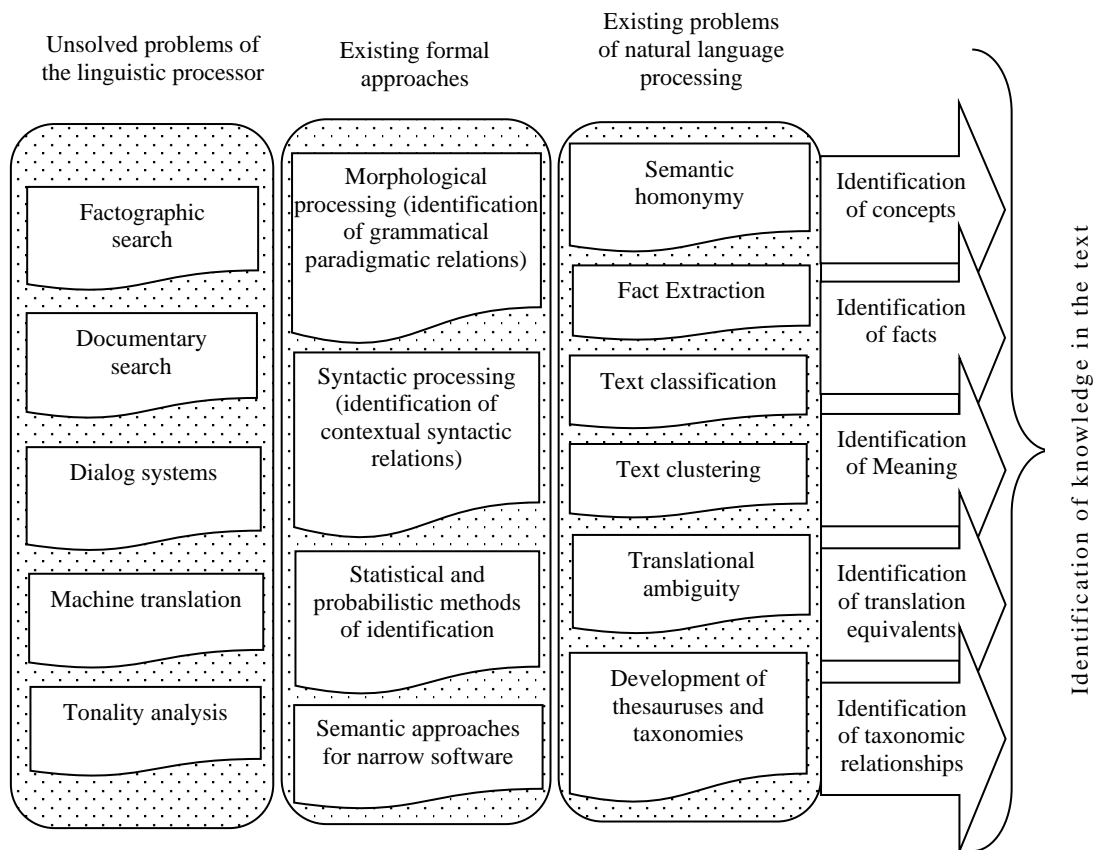 Unsolved problems of
the linguistic processor
Factographic
search
Documentary
search
Dialog systems
Machine translation
Tonality analysis
Existing formal
approaches
Morphological
processing (identification
of grammatical
paradigmatic relations)
Syntactic processing
(identification of
contextual syntactic
relations)
Statistical and
probabilistic methods
of identification
Semantic approaches
for narrow software
Existing problems
of natural language
processing
Semantic
homonymy
Fact Extraction
Text classification
Text clustering
Translational
ambiguity
Development of
thesauruses and
taxonomies
Identification
of concepts
Identification
of facts
Identification
of Meaning
Identification
of translation
equivalents
Identification
of taxonomic
relationships
Identification of knowledge in the text